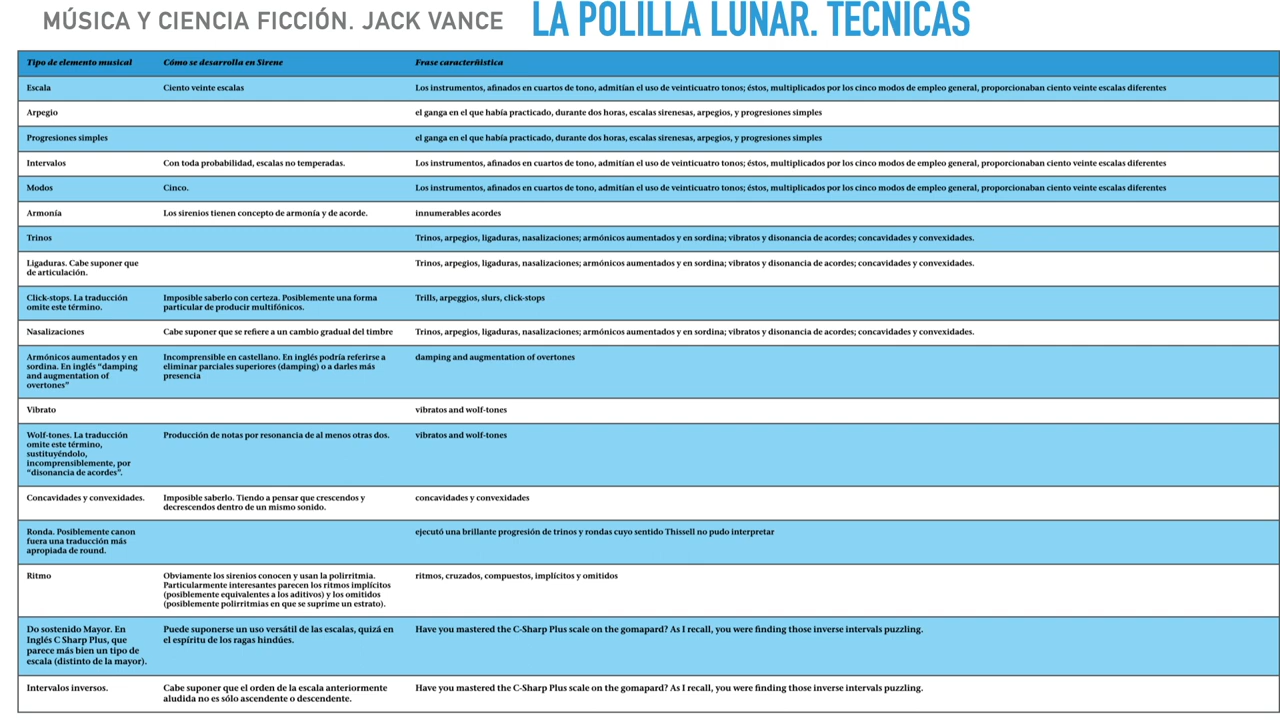 MÚSICA Y CIENCIA FICCIÓN. JACK VANCE LA POLILLA LUNAR. TECNICAS
Tipo de elemento musical Cómo se desarrolla en Sirene Frase caracterñistica
Escala Ciento veinte escalas Los instrumentos, afinados en cuartos de tono, admitían el uso de veinticuatro tonos; éstos, multiplicados por los cinco modos de empleo general, proporcionaban ciento veinte escalas diferentes
Arpegio el ganga en el que había practicado, durante dos horas, escalas sirenesas, arpegios, y progresiones simples
Progresiones simples el ganga en el que había practicado, durante dos horas, escalas sirenesas, arpegios, y progresiones simples
Intervalos Con toda probabilidad, escalas no temperadas. Los instrumentos, afinados en cuartos de tono, admitían el uso de veinticuatro tonos; éstos, multiplicados por los cinco modos de empleo general, proporcionaban ciento veinte escalas diferentes
Modos Cinco. Los instrumentos, afinados en cuartos de tono, admitían el uso de veinticuatro tonos; éstos, multiplicados por los cinco modos de empleo general, proporcionaban ciento veinte escalas diferentes
Armonía Los sirenios tienen concepto de armonía y de acorde. innumerables acordes
Trinos Trinos, arpegios, ligaduras, nasalizaciones; armónicos aumentados y en sordina; vibratos y disonancia de acordes; concavidades y convexidades.
Ligaduras. Cabe suponer que Trinos, arpegios, ligaduras, nasalizaciones; armónicos aumentados y en sordina; vibratos y disonancia de acordes; concavidades y convexidades.
de articulación.
Click-stops. La traducción Imposible saberlo con certeza. Posiblemente una forma Trills, arpeggios, slurs, click-stops
omite este término. particular de producir multifónicos.
Nasalizaciones Cabe suponer que se refiere a un cambio gradual del timbre Trinos, arpegios, ligaduras, nasalizaciones; armónicos aumentados y en sordina; vibratos y disonancia de acordes; concavidades y convexidades.
Armónicos aumentados y en Incomprensible en castellano. En inglés podría referirse a damping and augmentation of overtones
sordina. En inglés “damping eliminar parciales superiores (damping) o a darles más
and augmentation of presencia
overtones”
Vibrato vibratos and wolf-tones
Wolf-tones. La traducción Producción de notas por resonancia de al menos otras dos. vibratos and wolf-tones
omite este término,
sustituyéndolo,
incomprensiblemente, por
“disonancia de acordes”.
Concavidades y convexidades. Imposible saberlo. Tiendo a pensar que crescendos y concavidades y convexidades
decrescendos dentro de un mismo sonido.
Ronda. Posiblemente canon ejecutó una brillante progresión de trinos y rondas cuyo sentido Thissell no pudo interpretar
fuera una traducción más
apropiada de round.
Ritmo Obviamente los sirenios conocen y usan la polirritmia. ritmos, cruzados, compuestos, implícitos y omitidos
Particularmente interesantes parecen los ritmos implícitos
(posiblemente equivalentes a los aditivos) y los omitidos
(posiblemente polirritmias en que se suprime un estrato).
Do sostenido Mayor. En Puede suponerse un uso versátil de las escalas, quizá en Have you mastered the C-Sharp Plus scale on the gomapard? As I recall, you were finding those inverse intervals puzzling.
Inglés C Sharp Plus, que el espíritu de los ragas hindúes.
parece más bien un tipo de
escala (distinto de la mayor).
Intervalos inversos. Cabe suponer que el orden de la escala anteriormente Have you mastered the C-Sharp Plus scale on the gomapard? As I recall, you were finding those inverse intervals puzzling.
aludida no es sólo ascendente o descendente.